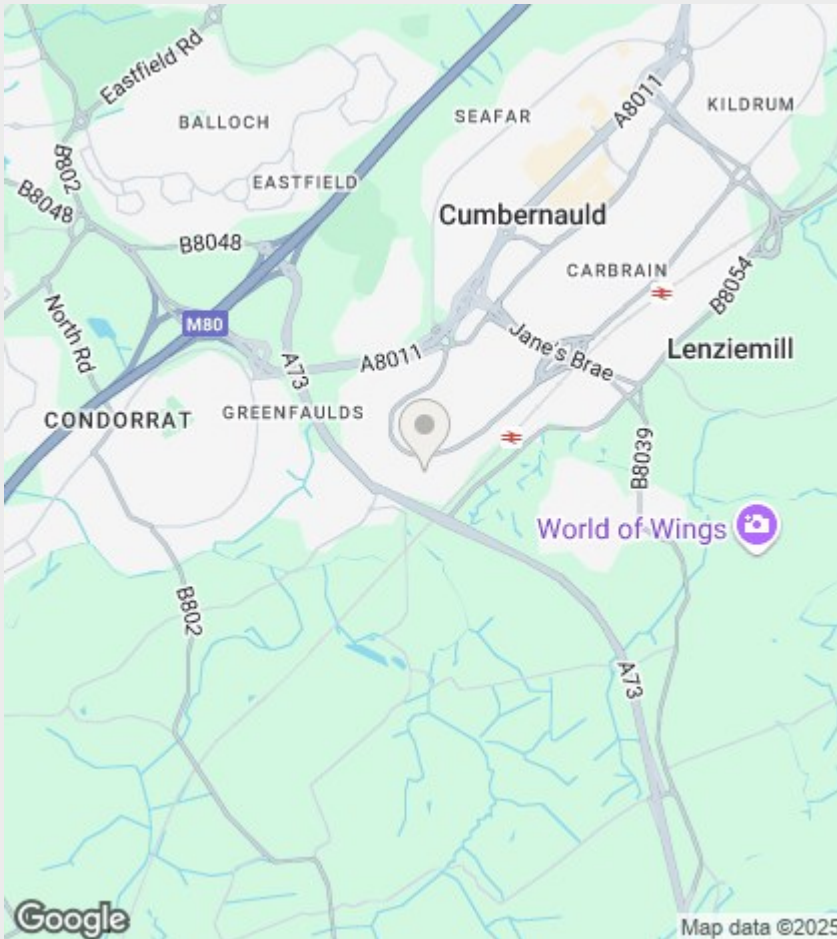 Eastfield Rd
A8011
KILDRUM
SEAFAR
BALLOCH
B802
EASTFIELD
B8048
Cumbernauld
B8048
CARBRAIN
B8054
North Rd
M80
Jane's Brae
Lenziemill
A73
A8011
CONDORRAT
GREENFAULDS
B8039
World of Wings
B802
A73
Google
Map data ©2025